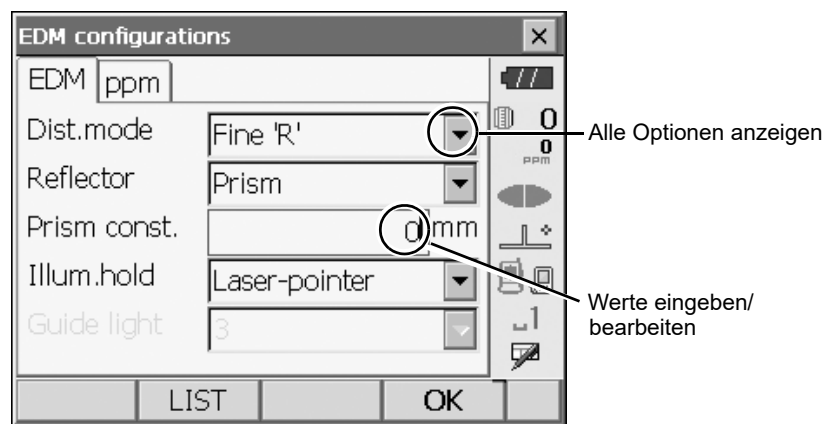 EDM configurations
EDM ppm
Dist.mode Fine 'R' 0 Alle Optionen anzeigen
0
PPM
Reflector Prism
Prism const. 0 mm
Illum.hold Laser-pointer
Werte eingeben/
bearbeiten
Guide light 3 1
LIST OK